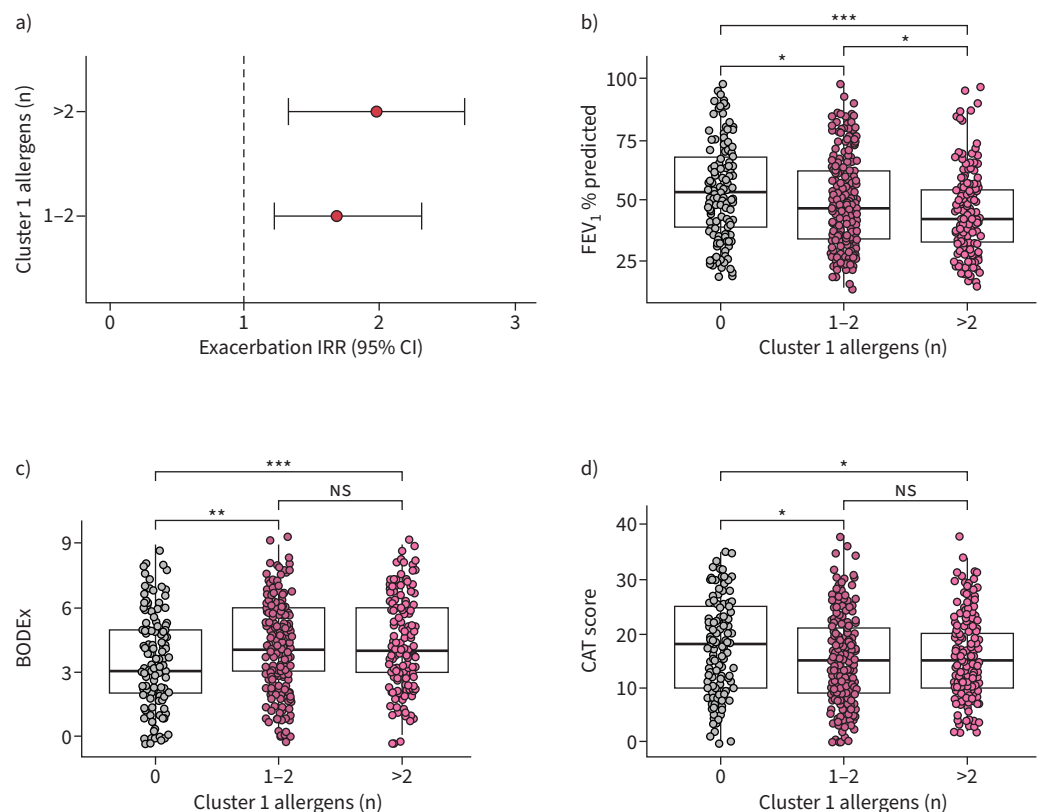 a)
Cluster 1 allergens (n)
>2
1–2
0 1 2 3
Exacerbation IRR (95% CI)
b)
***
*
*
FEV1 % predicted
100
75
50
25
0 1–2 >2
Cluster 1 allergens (n)
c)
***
NS
**
BODEx
9
6
3
0
0 1–2 >2
Cluster 1 allergens (n)
d)
*
NS
*
CAT score
40
30
20
10
0
0 1–2 >2
Cluster 1 allergens (n)